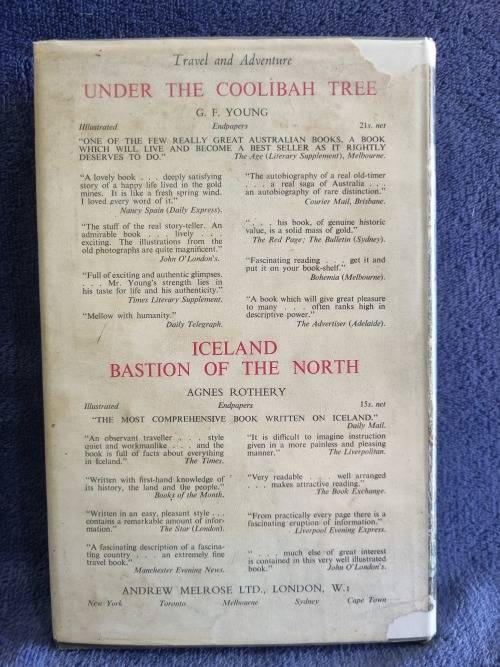 Travel and Adventure
UNDER THE COOLIBAH TREE
G. F. YOUNG
Illustrated Endpapers 21s. net
"ONE OF THE FEW REALLY GREAT AUSTRALIAN BOOKS, A BOOK
WHICH WILL LIVE AND BECOME A BEST SELLER AS IT RIGHTLY
DESERVES TO DO." The Age (Literary Supplement), Melbourne.
"A lovely book . . . deeply satisfying
story of a happy life lived in the gold
mines. It is like a fresh spring wind.
I loved every word of it."
Nancy Spain (Daily Express).
"The stuff of the real story-teller. An
admirable book . . . lively . . .
exciting. The illustrations from the
old photographs are quite magnificent."
John O'London's.
"Full of exciting and authentic glimpses.
. . . Mr. Young's strength lies in
his taste for life and his authenticity."
Times Literary Supplement.
"Mellow with humanity."
Daily Telegraph.
"The autobiography of a real old-timer
. . . a real saga of Australia . . .
an autobiography of rare distinction."
Courier Mail, Brisbane.
". . . his book, of genuine historic
value, is a solid mass of gold."
The Red Page; The Bulletin (Sydney).
"Fascinating reading . . . get it and
put it on your book-shelf."
Bohemia (Melbourne).
"A book which will give great pleasure
to many . . . often ranks high in
descriptive power."
The Advertiser (Adelaide).
ICELAND
BASTION OF THE NORTH
AGNES ROTHERY
Illustrated Endpapers 15s. net
"THE MOST COMPREHENSIVE BOOK WRITTEN ON ICELAND."
Daily Mail.
"An observant traveller . . . style
quiet and workmanlike . . . and the
book is full of facts about everything
in Iceland." The Times.
"Written with first-hand knowledge of
its history, the land and the people."
Books of the Month.
"Written in an easy, pleasant style . . .
contains a remarkable amount of infor-
mation." The Star (London).
"A fascinating description of a fascina-
ting country . . . an extremely fine
travel book."
Manchester Evening News.
"It is difficult to imagine instruction
given in a more painless and pleasing
manner." The Liverpolitan.
"Very readable . . . well arranged
. . . makes attractive reading."
The Book Exchange.
"From practically every page there is a
fascinating eruption of information."
Liverpool Evening Express.
". . . much else of great interest
is contained in this very well illustrated
book." John O'London's.
ANDREW MELROSE LTD., LONDON, W.1
New York Toronto Melbourne Sydney Cape Town